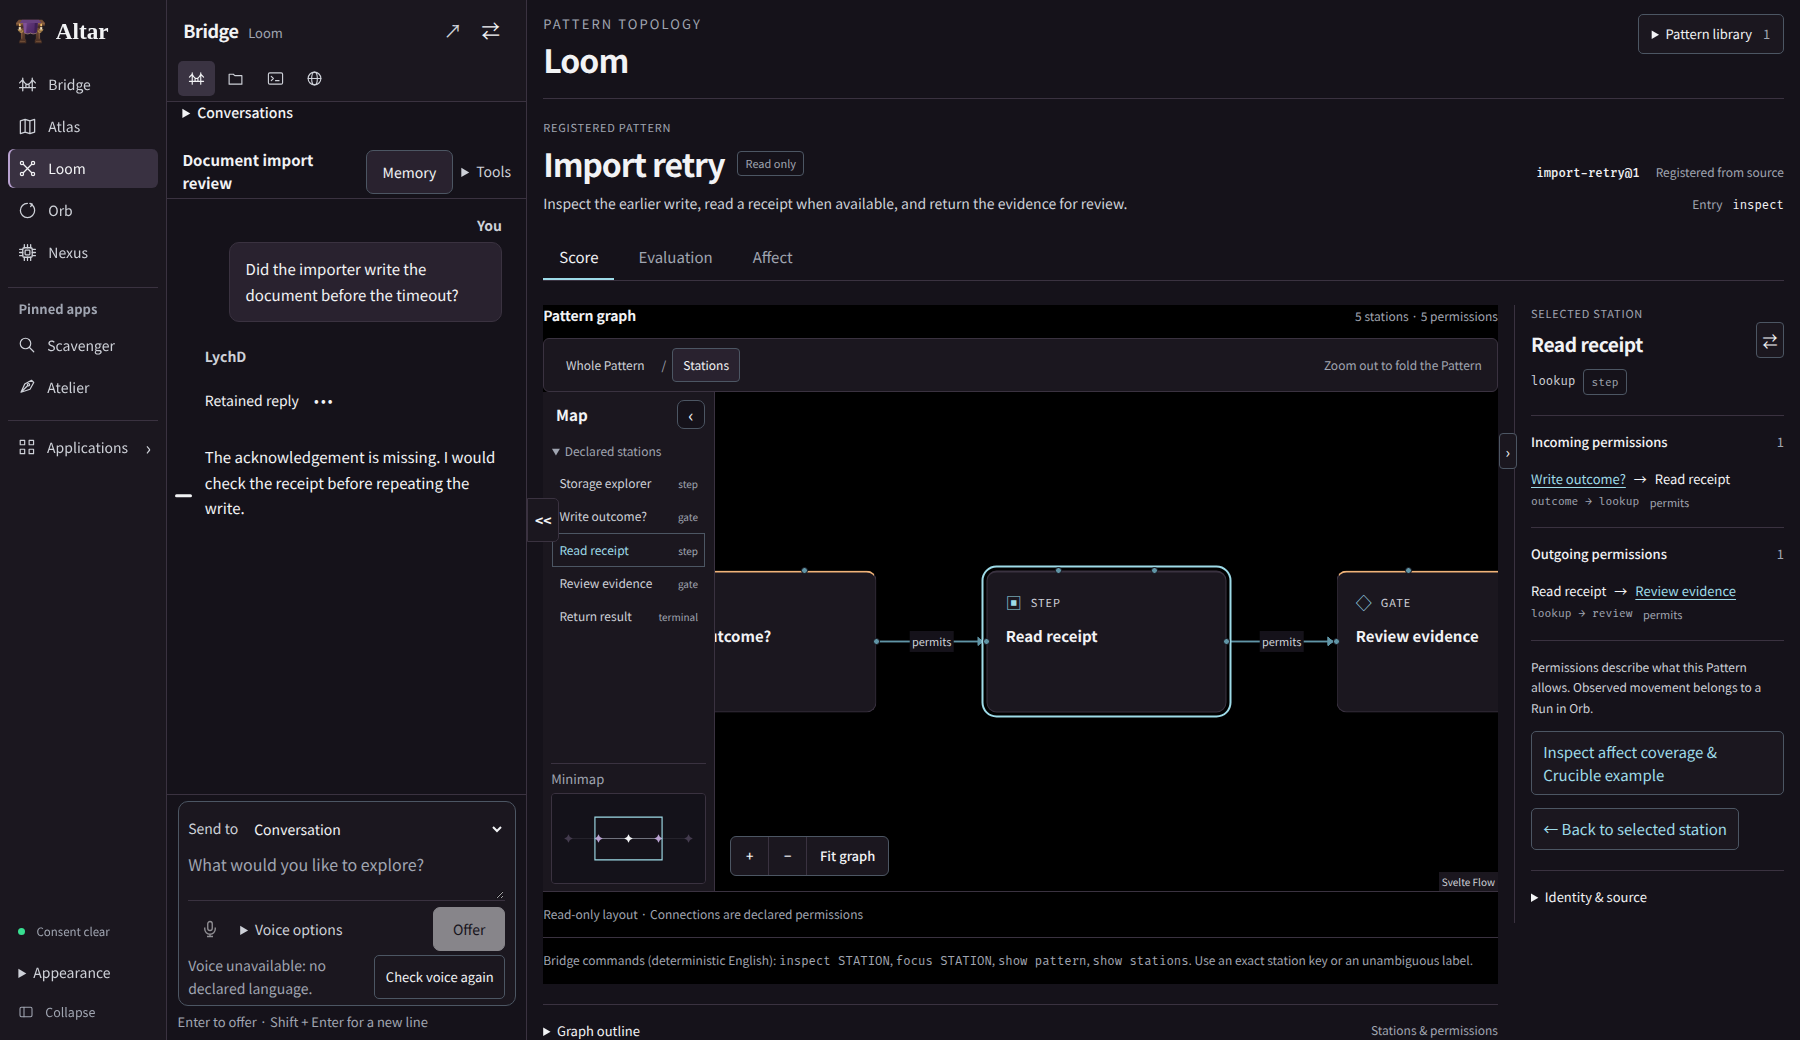 Altar
Bridge
Atlas
Loom
Orb
Nexus
Pinned apps
Scavenger
Atelier
Applications
Consent clear
Appearance
Collapse
Bridge Loom
Conversations
Document import
review
Memory
Tools
You
Did the importer write the
document before the timeout?
LychD
Retained reply •••
The acknowledgement is missing. I would
check the receipt before repeating the
write.
Send to Conversation
What would you like to explore?
Voice options
Offer
Voice unavailable: no
declared language.
Check voice again
Enter to offer · Shift + Enter for a new line
PATTERN TOPOLOGY
Loom
Pattern library 1
REGISTERED PATTERN
Import retry Read only
import-retry@1 Registered from source
Inspect the earlier write, read a receipt when available, and return the evidence for review.
Entry inspect
Score Evaluation Affect
Pattern graph
5 stations · 5 permissions
Whole Pattern / Stations
Zoom out to fold the Pattern
Map
Declared stations
Storage explorer step
<< Write outcome? gate
Read receipt step
Review evidence gate
Return result terminal
Minimap
utcome?
permits
STEP
Read receipt
permits
GATE
Review evidence
+ − Fit graph
Svelte Flow
Read-only layout · Connections are declared permissions
Bridge commands (deterministic English): inspect STATION, focus STATION, show pattern, show stations. Use an exact station key or an unambiguous label.
Graph outline
Stations & permissions
SELECTED STATION
Read receipt
lookup step
Incoming permissions 1
Write outcome? → Read receipt
outcome → lookup permits
Outgoing permissions 1
Read receipt → Review evidence
lookup → review permits
Permissions describe what this Pattern
allows. Observed movement belongs to a
Run in Orb.
Inspect affect coverage &
Crucible example
← Back to selected station
Identity & source